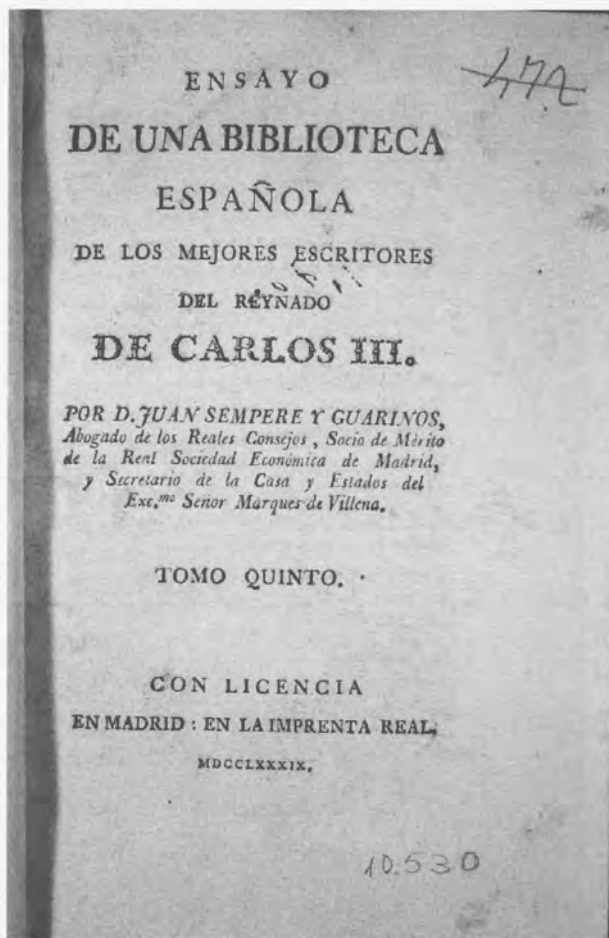 472
ENSAYO
DE UNA BIBLIOTECA
ESPAÑOLA
DE LOS MEJORES ESCRITORES
DEL REYNADO
DE CARLOS III.
POR D. JUAN SEMPERE Y GUARINOS,
Abogado de los Reales Consejos, Socio de Mérito
de la Real Sociedad Económica de Madrid,
y Secretario de la Casa y Estados del
Exc.mo Señor Marques de Villena.
TOMO QUINTO.
CON LICENCIA
EN MADRID: EN LA IMPRENTA REAL,
MDCCLXXXIX.
10.530